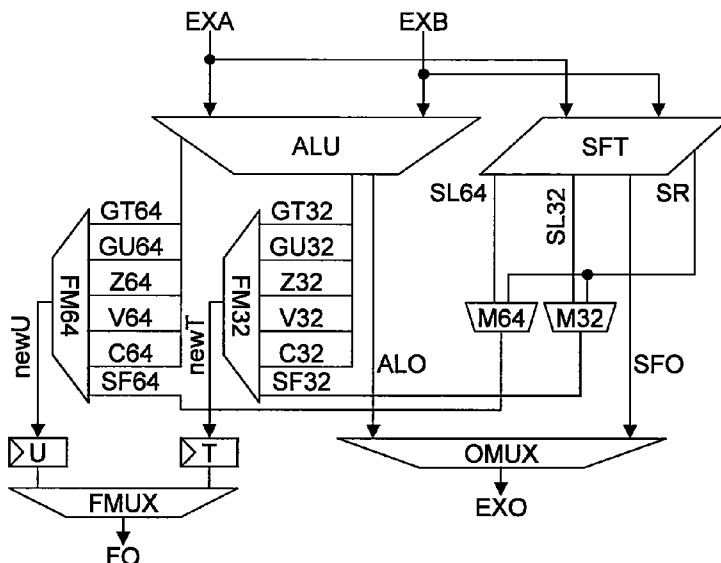 EXA
EXB
ALU
SFT
SL64
SL32
SR
GT64
GU64
Z64
V64
C64
SF64
FM64
newU
GT32
GU32
Z32
V32
C32
SF32
FM32
newT
M64
M32
ALO
SFO
U
T
OMUX
FMUX
EXO
FO